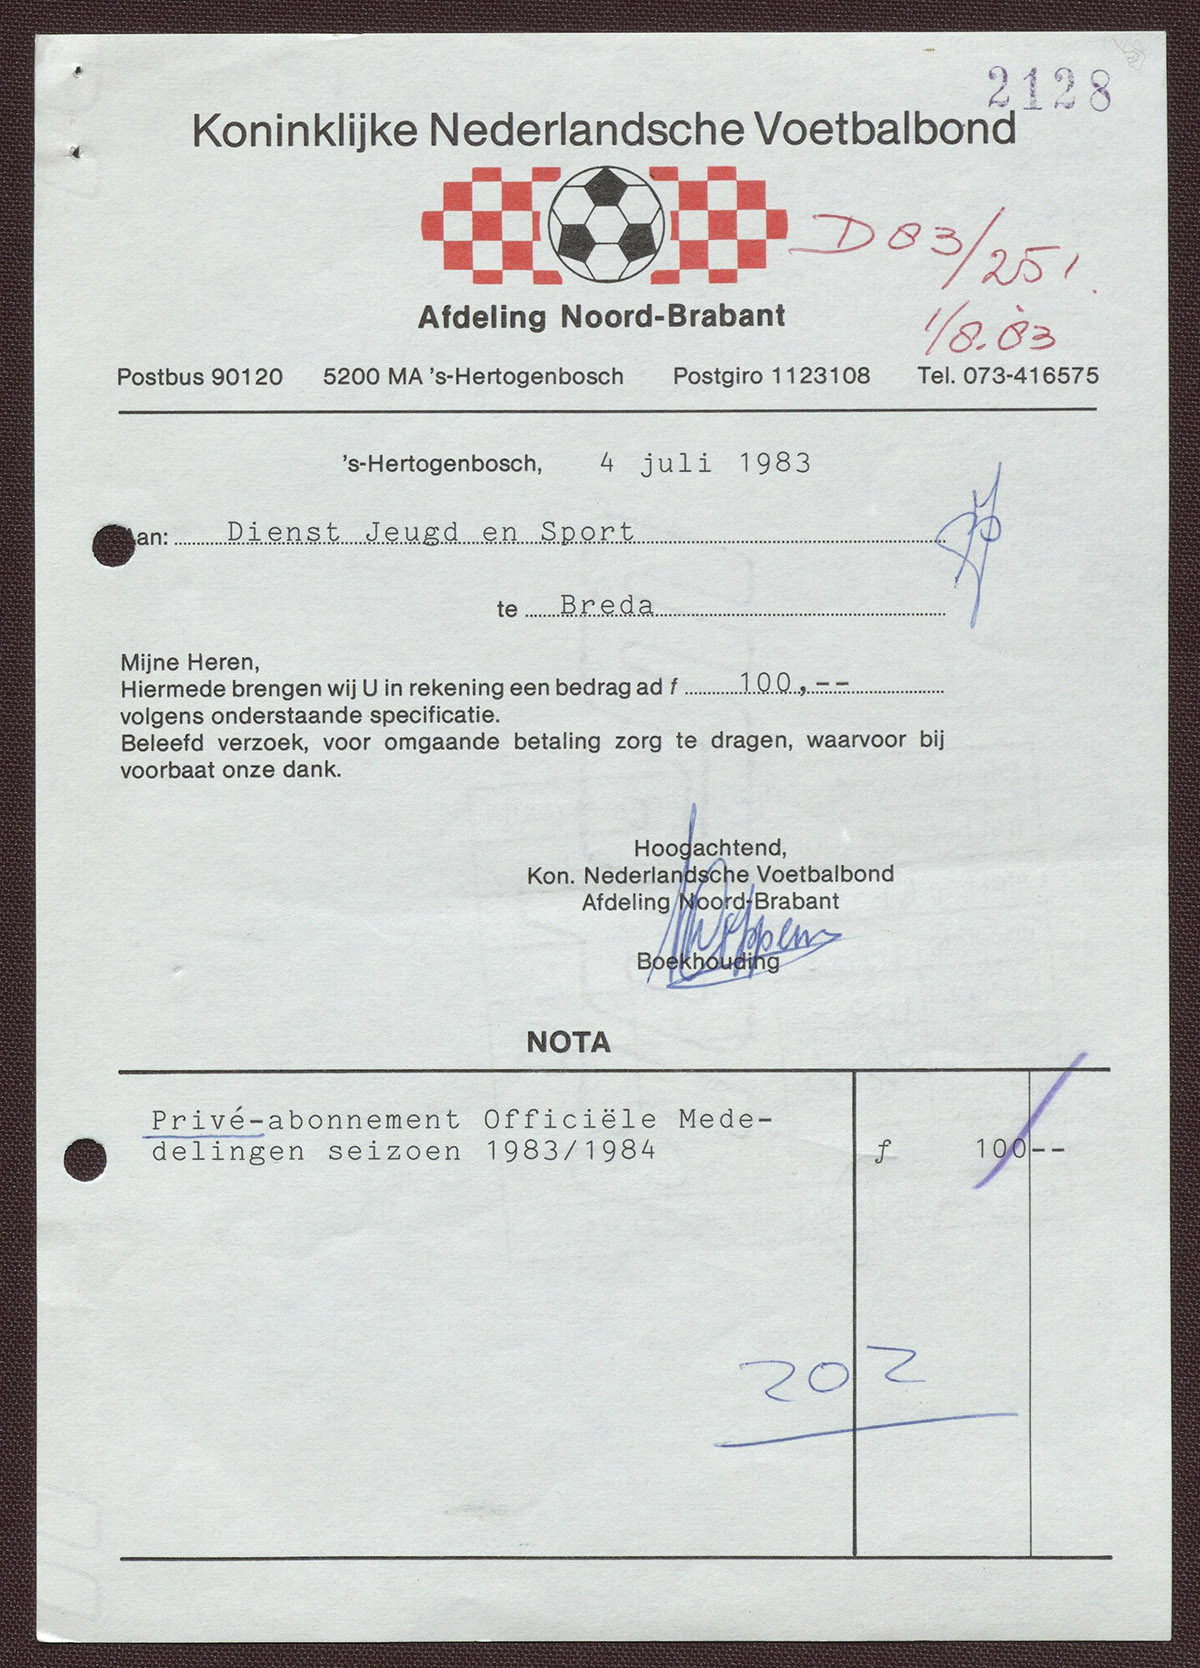 2128
Koninklijke Nederlandsche Voetbalbond
D 83/251.
Afdeling Noord-Brabant
1/8.83
Postbus 90120 5200 MA 's-Hertogenbosch Postgiro 1123108 Tel. 073-416575
's-Hertogenbosch, 4 juli 1983
Aan: Dienst Jeugd en Sport
te Breda
Mijne Heren,
Hiermede brengen wij U in rekening een bedrag ad f 100,--
volgens onderstaande specificatie.
Beleefd verzoek, voor omgaande betaling zorg te dragen, waarvoor bij
voorbaat onze dank.
Hoogachtend,
Kon. Nederlandsche Voetbalbond
Afdeling Noord-Brabant
Boekhouding
NOTA
Privé-abonnement Officiële Mede-
delingen seizoen 1983/1984 f 100--
202